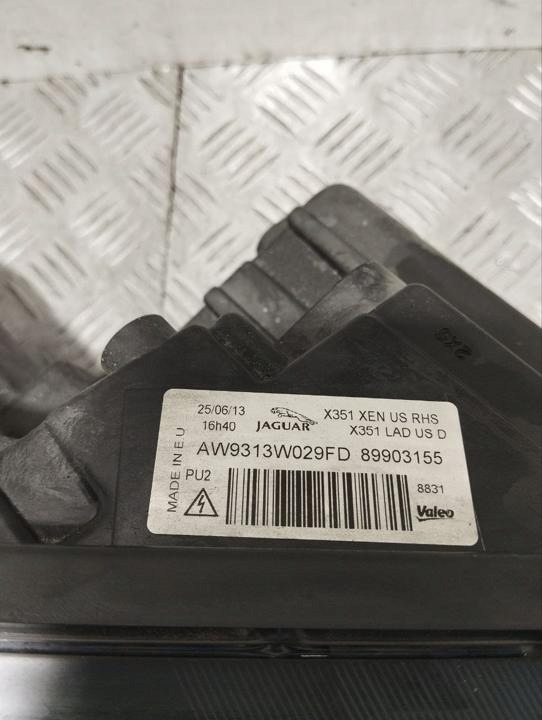 25/06/13
16h40
JAGUAR
X351 XEN US RHS
X351 LAD US D
MADE IN EU
AW9313W029FD 89903155
PU2
8831
Valeo